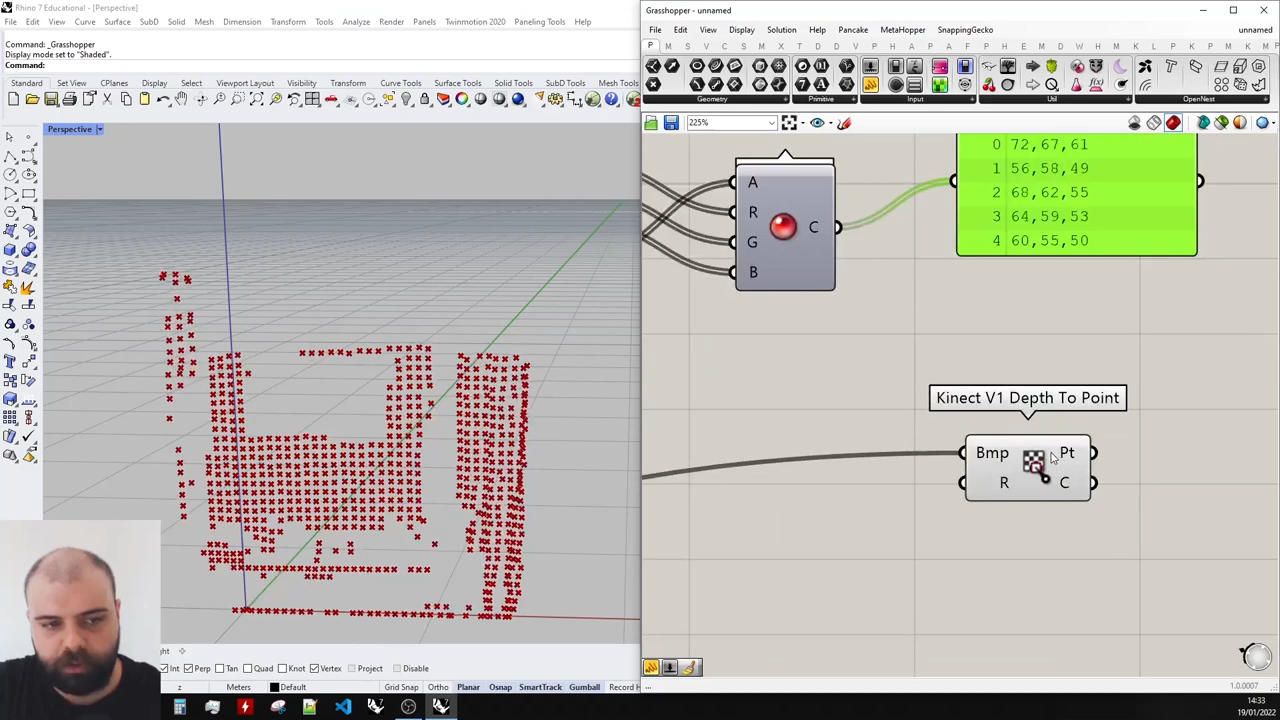 Rhino 7 Educational - [Perspective]
File Edit View Curve Surface SubD Solid Mesh Dimension Transform Tools Analyze Render Panels Twinmotion 2020 Paneling Tools Help
Command: _Grasshopper
Display mode set to "Shaded".
Command:
Standard Set View CPlanes Display Select Viewport Layout Visibility Transform Curve Tools Surface Tools Solid Tools SubD Tools Mesh Tools
Perspective
Int Perp Tan Quad Knot Vertex Project Disable
z Meters Default Grid Snap Ortho Planar Osnap SmartTrack Gumball Record H
Grasshopper - unnamed
File Edit View Display Solution Help Pancake MetaHopper SnappingGecko unnamed
P M S V C S M I T D W K K P L A V F E M D A U T H S P L
Geometry Primitive Input Util OpenNest
225%
A
R
G
B
C
0 72,67,61
1 56,58,49
2 68,62,55
3 64,59,53
4 60,55,50
Kinect V1 Depth To Point
Bmp Pt
R C
...
1.0.0007
14:33
19/01/2022